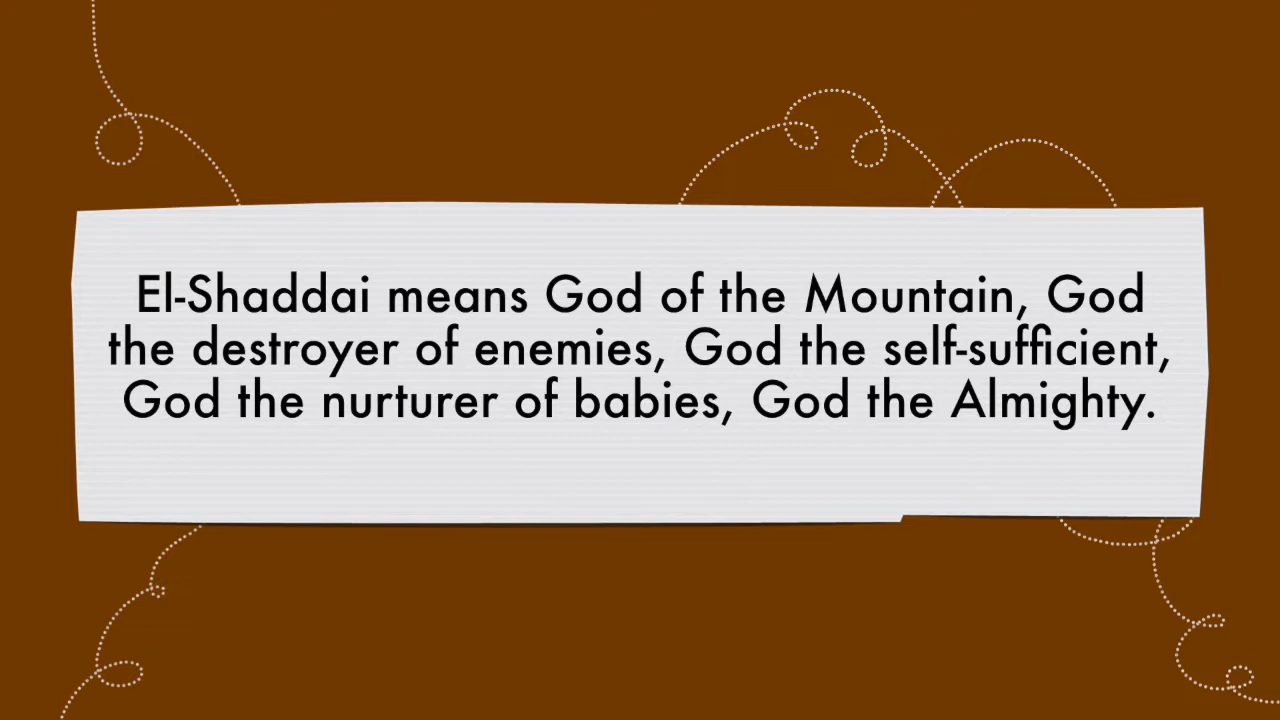 El-Shaddai means God of the Mountain, God
the destroyer of enemies, God the self-sufficient,
God the nurturer of babies, God the Almighty.